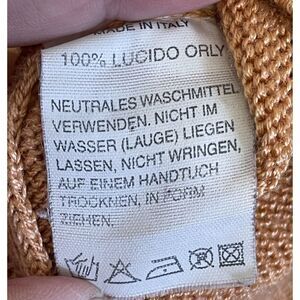 MADE IN ITALY
100% LUCIDO ORLY
NEUTRALES WASCHMITTEL
VERWENDEN. NICHT IM
WASSER (LAUGE) LIEGEN
LASSEN, NICHT WRINGEN,
AUF EINEM HANDTUCH
TROCKNEN, IN FORM
ZIEHEN.